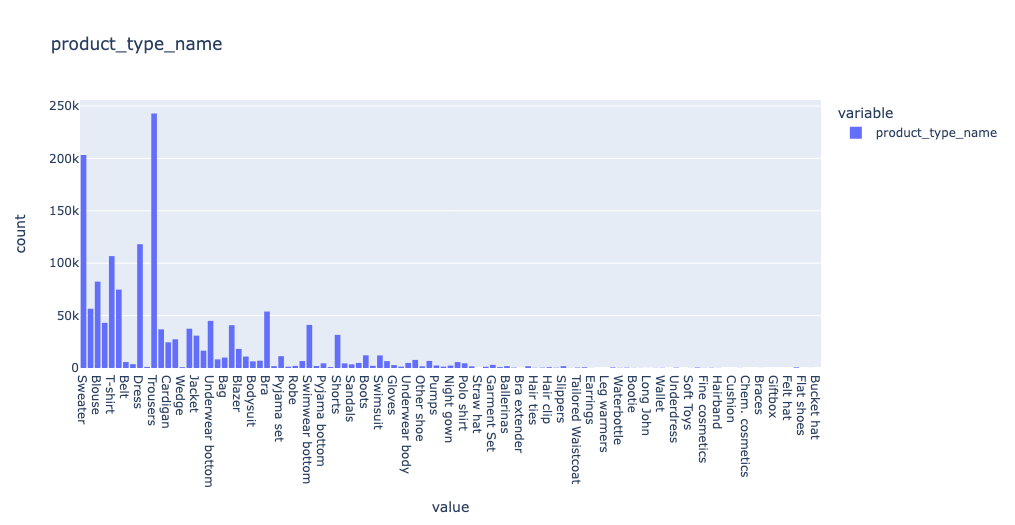 product_type_name
variable
product_type_name
count
250k
200k
150k
100k
50k
0
Sweater
Blouse
T-shirt
Belt
Dress
Trousers
Cardigan
Wedge
Jacket
Underwear bottom
Bag
Blazer
Bodysuit
Bra
Pyjama set
Robe
Swimwear bottom
Pyjama bottom
Shorts
Sandals
Boots
Swimsuit
Gloves
Underwear body
Other shoe
Pumps
Night gown
Polo shirt
Straw hat
Garment Set
Ballerinas
Bra extender
Hair ties
Hair clip
Slippers
Tailored Waistcoat
Earrings
Leg warmers
Waterbottle
Bootie
Long John
Wallet
Underdress
Soft Toys
Fine cosmetics
Hairband
Cushion
Chem. cosmetics
Braces
Giftbox
Felt hat
Flat shoes
Bucket hat
value